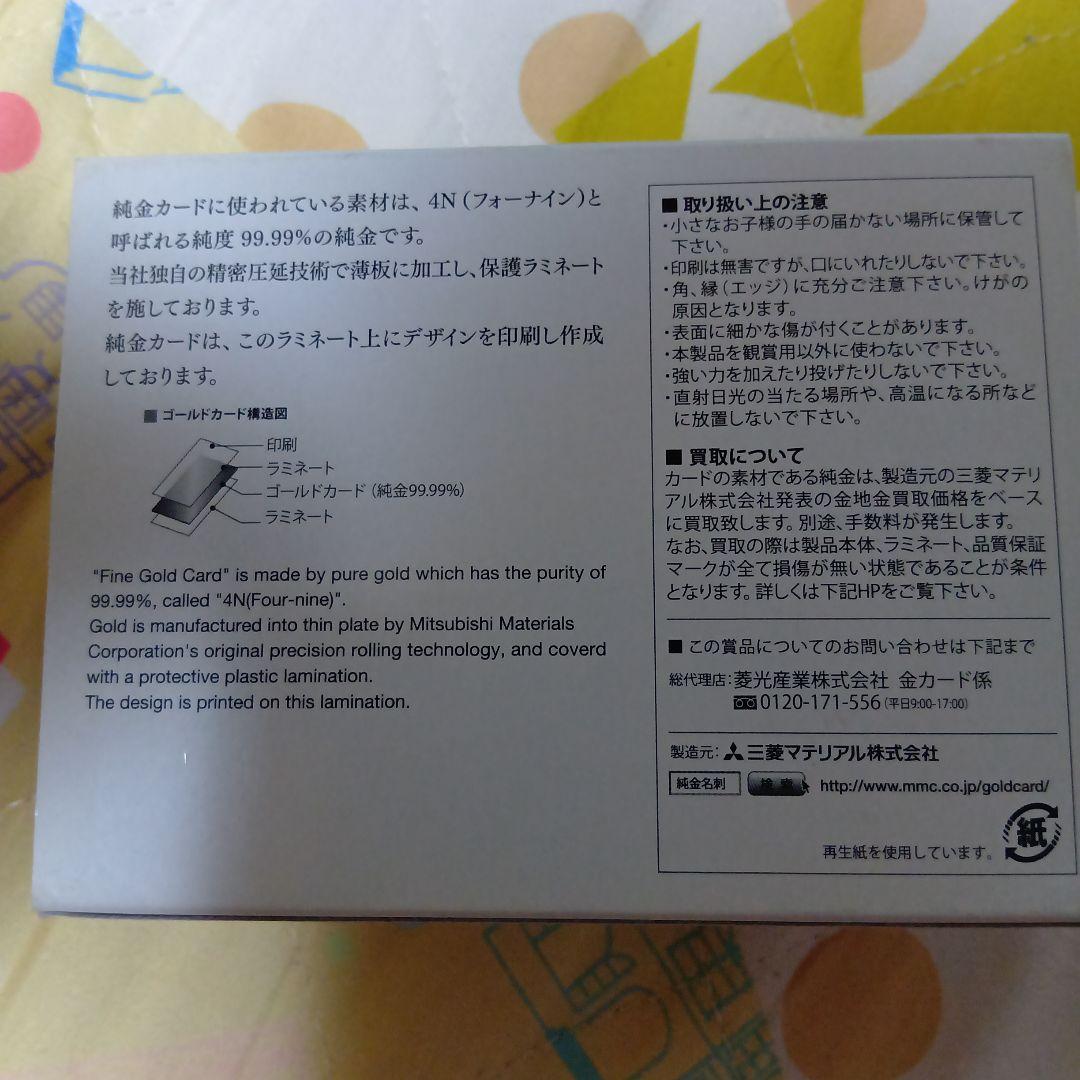 純金カードに使われている素材は、4N(フォーナイン)と
呼ばれる純度 99.99%の純金です。
当社独自の精密圧延技術で薄板に加工し、保護ラミネート
を施しております。
純金カードは、このラミネート上にデザインを印刷し作成
しております。
■ ゴールドカード構造図
印刷
ラミネート
ゴールドカード(純金99.99%)
ラミネート
"Fine Gold Card" is made by pure gold which has the purity of
99.99%, called "4N(Four-nine)".
Gold is manufactured into thin plate by Mitsubishi Materials
Corporation's original precision rolling technology, and coverd
with a protective plastic lamination.
The design is printed on this lamination.
■ 取り扱い上の注意
・小さなお子様の手の届かない場所に保管して
下さい。
・印刷は無害ですが、口にいれたりしないで下さい。
・角、縁(エッジ)に充分ご注意下さい。けがの
原因となります。
・表面に細かな傷が付くことがあります。
・本製品を観賞用以外に使わないで下さい。
・強い力を加えたり投げたりしないで下さい。
・直射日光の当たる場所や、高温になる所など
に放置しないで下さい。
■ 買取について
カードの素材である純金は、製造元の三菱マテリ
アル株式会社発表の金地金買取価格をベース
に買取致します。別途、手数料が発生します。
なお、買取の際は製品本体、ラミネート、品質保証
マークが全て損傷が無い状態であることが条件
となります。詳しくは下記HPをご覧下さい。
■ この賞品についてのお問い合わせは下記まで
総代理店:菱光産業株式会社 金カード係
0120-171-556(平日9:00-17:00)
製造元:三菱マテリアル株式会社
純金名刺 検索 http://www.mmc.co.jp/goldcard/
紙
再生紙を使用しています。